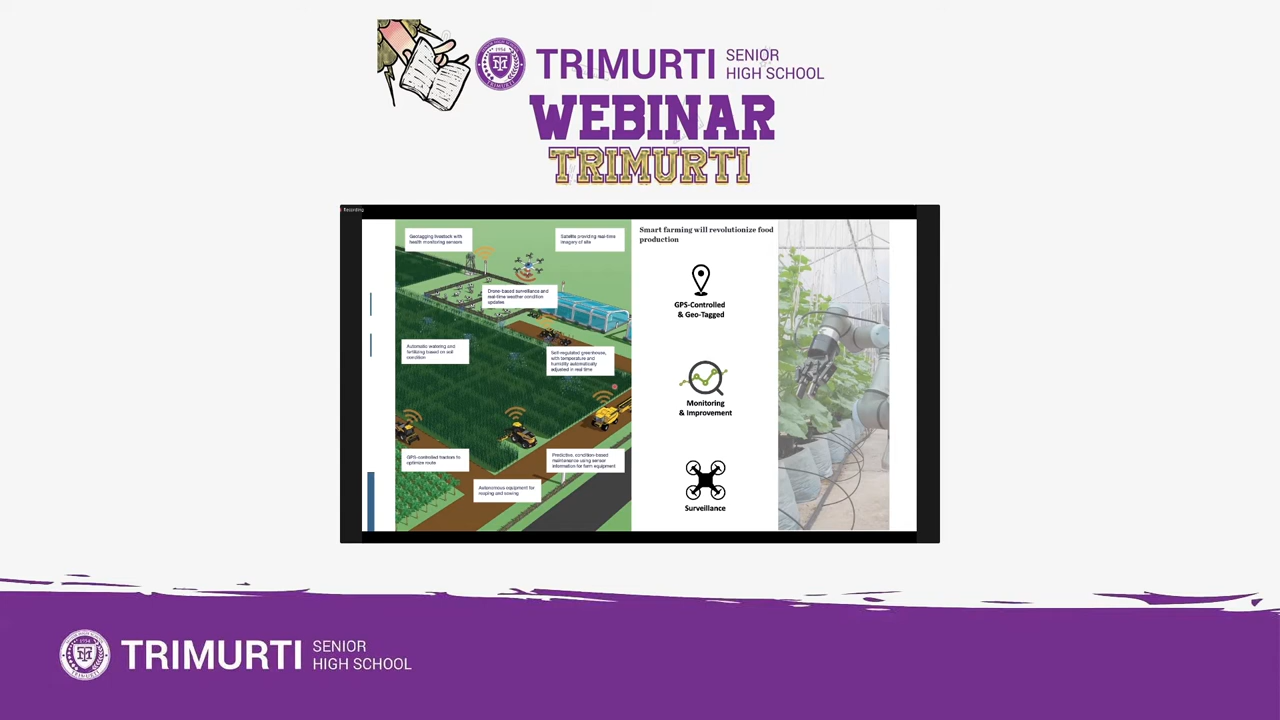 TRIMURTI SENIOR
HIGH SCHOOL
WEBINAR
TRIMURTI
Recording
Geotagging livestock with
health monitoring sensors
Satellite providing real-time
imagery of site
Drone-based surveillance and
real-time weather condition
updates
Automatic watering and
fertilizing based on soil
condition
Self-regulated greenhouses,
with temperature and
humidity automatically
adjusted in real time
GPS-controlled tractors to
optimize route
Predictive, condition-based
maintenance using sensor
information for farm equipment
Autonomous equipment for
reaping and sowing
Smart farming will revolutionize food
production
GPS-Controlled
& Geo-Tagged
Monitoring
& Improvement
Surveillance
1954
TRIMURTI SENIOR
HIGH SCHOOL